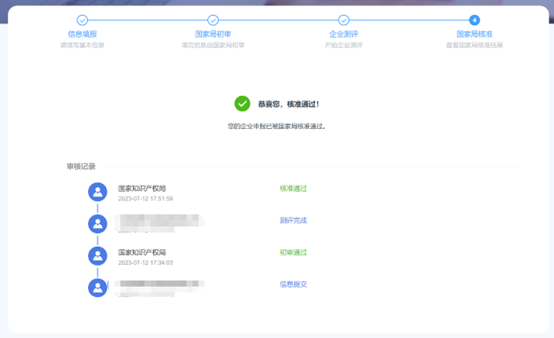 信息填报
国家局初审
企业测评
4
国家局核准
请填写基本信息
填完信息由国家局初审
开始企业测评
查看国家局核准结果
恭喜您，核准通过！
您的企业申报已被国家局核准通过。
审核记录
国家知识产权局
核准通过
2023-07-12 17:51:59
测评完成
国家知识产权局
初审通过
2023-07-12 17:34:03
信息提交